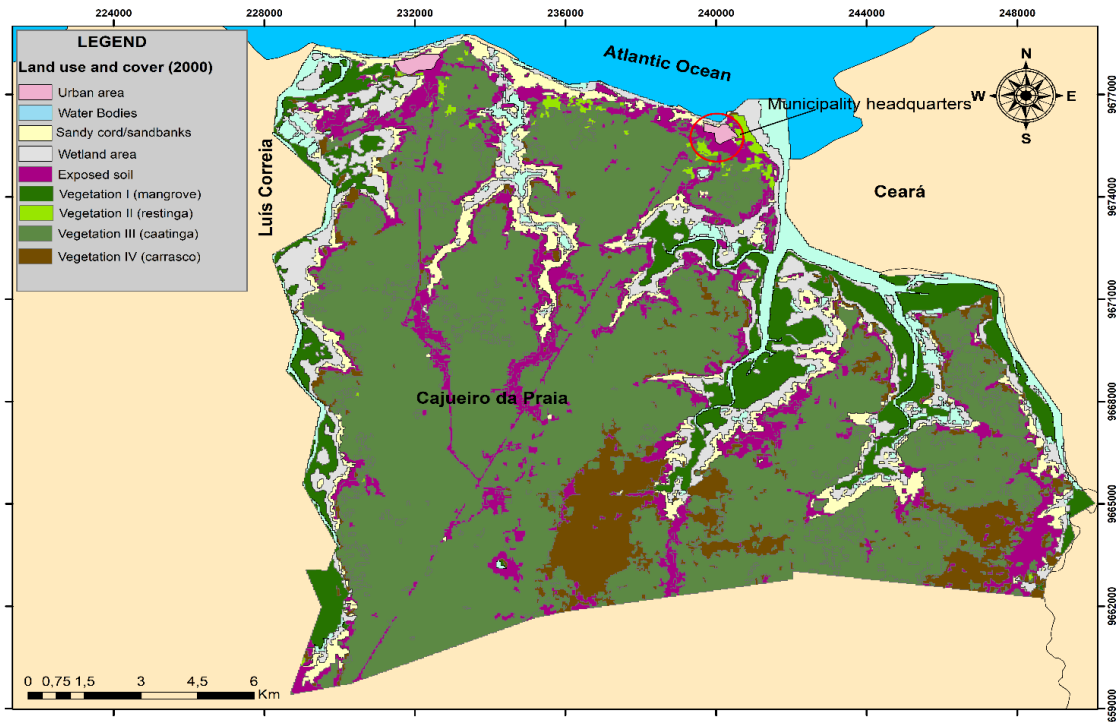 224000 228000 232000 236000 240000 244000 248000
LEGEND
Land use and cover (2000)
Urban area
Water Bodies
Sandy cord/sandbanks
Wetland area
Exposed soil
Vegetation I (mangrove)
Vegetation II (restinga)
Vegetation III (caatinga)
Vegetation IV (carrasco)
Atlantic Ocean
Municipality headquarters
N
W E
S
Luís Correia
Ceará
Cajueiro da Praia
9677000
9674000
9671000
9668000
9665000
9662000
0 0,75 1,5 3 4,5 6
Km
224000 228000 232000 236000 240000 244000 248000